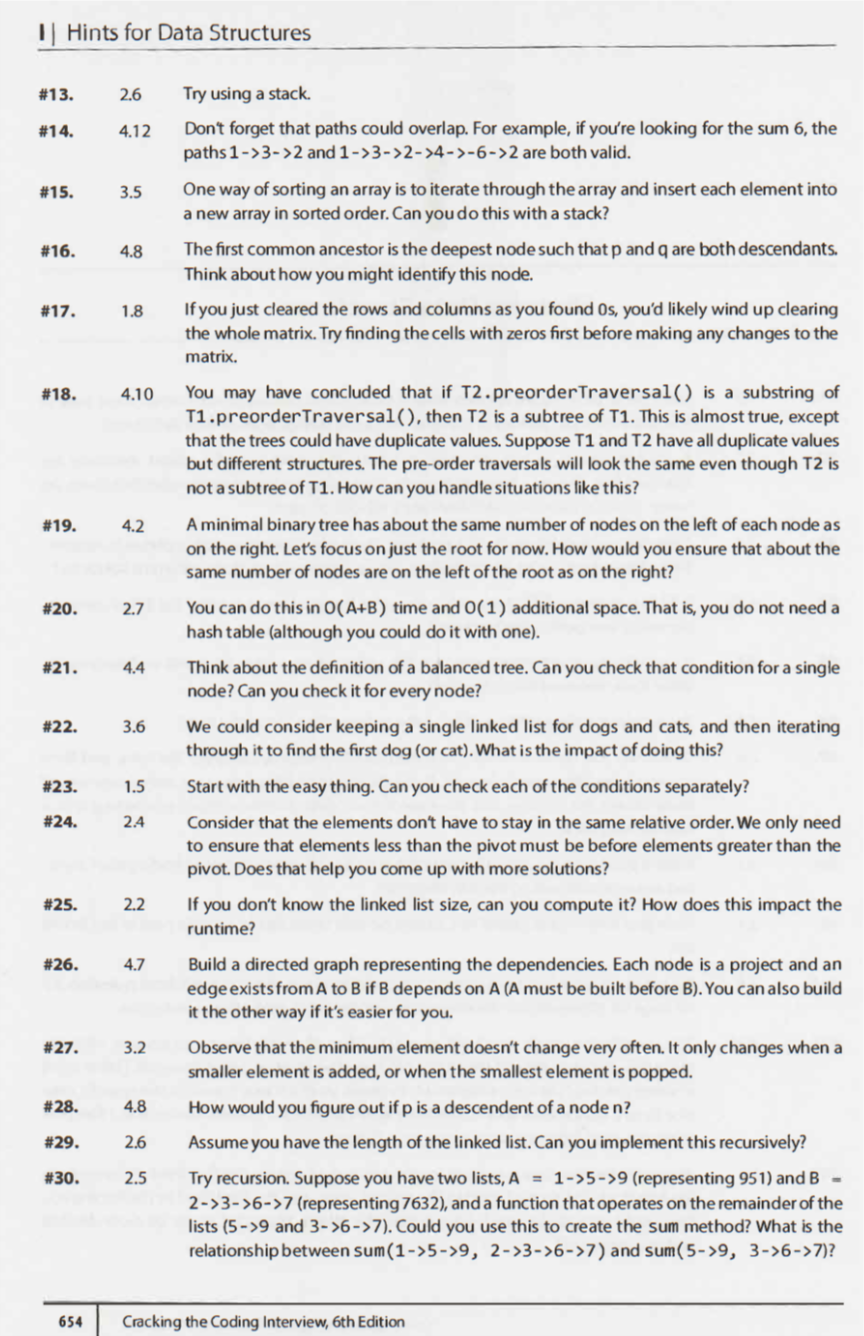 I | Hints for Data Structures
#13. 2.6 Try using a stack.
#14. 4.12 Don't forget that paths could overlap. For example, if you're looking for the sum 6, the
paths 1->3->2 and 1->3->2->4->-6->2 are both valid.
#15. 3.5 One way of sorting an array is to iterate through the array and insert each element into
a new array in sorted order. Can you do this with a stack?
#16. 4.8 The first common ancestor is the deepest node such that p and q are both descendants.
Think about how you might identify this node.
#17. 1.8 If you just cleared the rows and columns as you found 0s, you'd likely wind up clearing
the whole matrix. Try finding the cells with zeros first before making any changes to the
matrix.
#18. 4.10 You may have concluded that if T2.preorderTraversal() is a substring of
T1.preorderTraversal(), then T2 is a subtree of T1. This is almost true, except
that the trees could have duplicate values. Suppose T1 and T2 have all duplicate values
but different structures. The pre-order traversals will look the same even though T2 is
not a subtree of T1. How can you handle situations like this?
#19. 4.2 A minimal binary tree has about the same number of nodes on the left of each node as
on the right. Let's focus on just the root for now. How would you ensure that about the
same number of nodes are on the left of the root as on the right?
#20. 2.7 You can do this in O(A+B) time and O(1) additional space. That is, you do not need a
hash table (although you could do it with one).
#21. 4.4 Think about the definition of a balanced tree. Can you check that condition for a single
node? Can you check it for every node?
#22. 3.6 We could consider keeping a single linked list for dogs and cats, and then iterating
through it to find the first dog (or cat). What is the impact of doing this?
#23. 1.5 Start with the easy thing. Can you check each of the conditions separately?
#24. 2.4 Consider that the elements don't have to stay in the same relative order. We only need
to ensure that elements less than the pivot must be before elements greater than the
pivot. Does that help you come up with more solutions?
#25. 2.2 If you don't know the linked list size, can you compute it? How does this impact the
runtime?
#26. 4.7 Build a directed graph representing the dependencies. Each node is a project and an
edge exists from A to B if B depends on A (A must be built before B). You can also build
it the other way if it's easier for you.
#27. 3.2 Observe that the minimum element doesn't change very often. It only changes when a
smaller element is added, or when the smallest element is popped.
#28. 4.8 How would you figure out if p is a descendent of a node n?
#29. 2.6 Assume you have the length of the linked list. Can you implement this recursively?
#30. 2.5 Try recursion. Suppose you have two lists, A = 1->5->9 (representing 951) and B =
2->3->6->7 (representing 7632), and a function that operates on the remainder of the
lists (5->9 and 3->6->7). Could you use this to create the sum method? What is the
relationship between sum(1->5->9, 2->3->6->7) and sum(5->9, 3->6->7)?
654 | Cracking the Coding Interview, 6th Edition